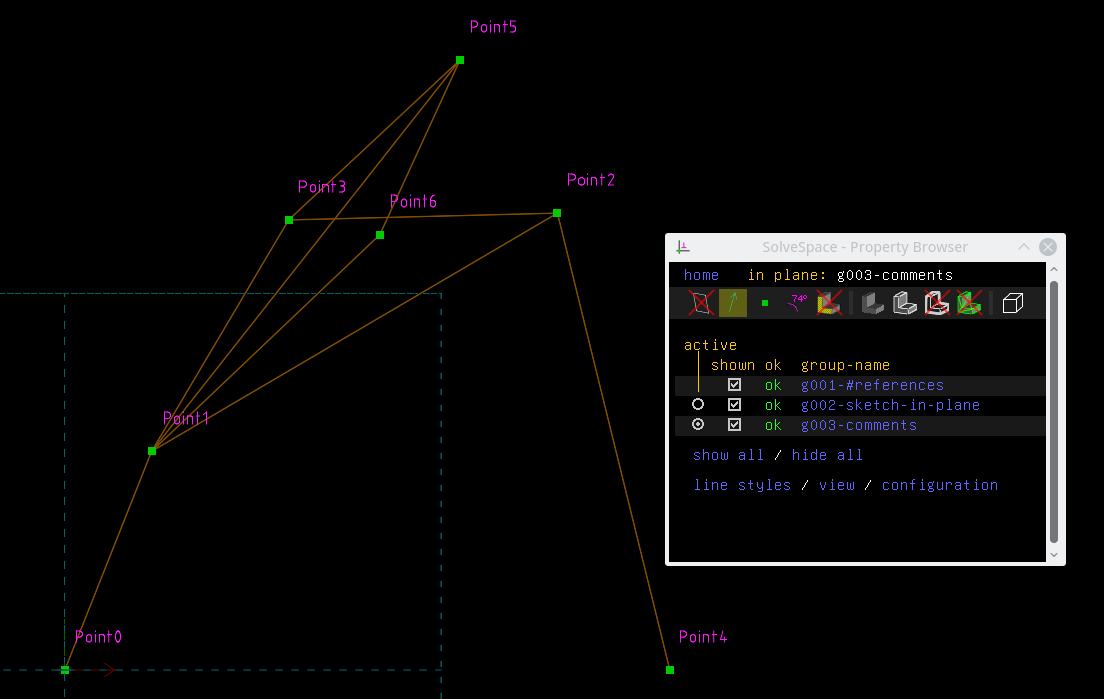 Point5
Point3
Point6
Point2
Point1
Point0
Point4
SolveSpace - Property Browser
home in plane: g003-comments
74°
active
shown ok group-name
ok g001-#references
ok g002-sketch-in-plane
ok g003-comments
show all / hide all
line styles / view / configuration